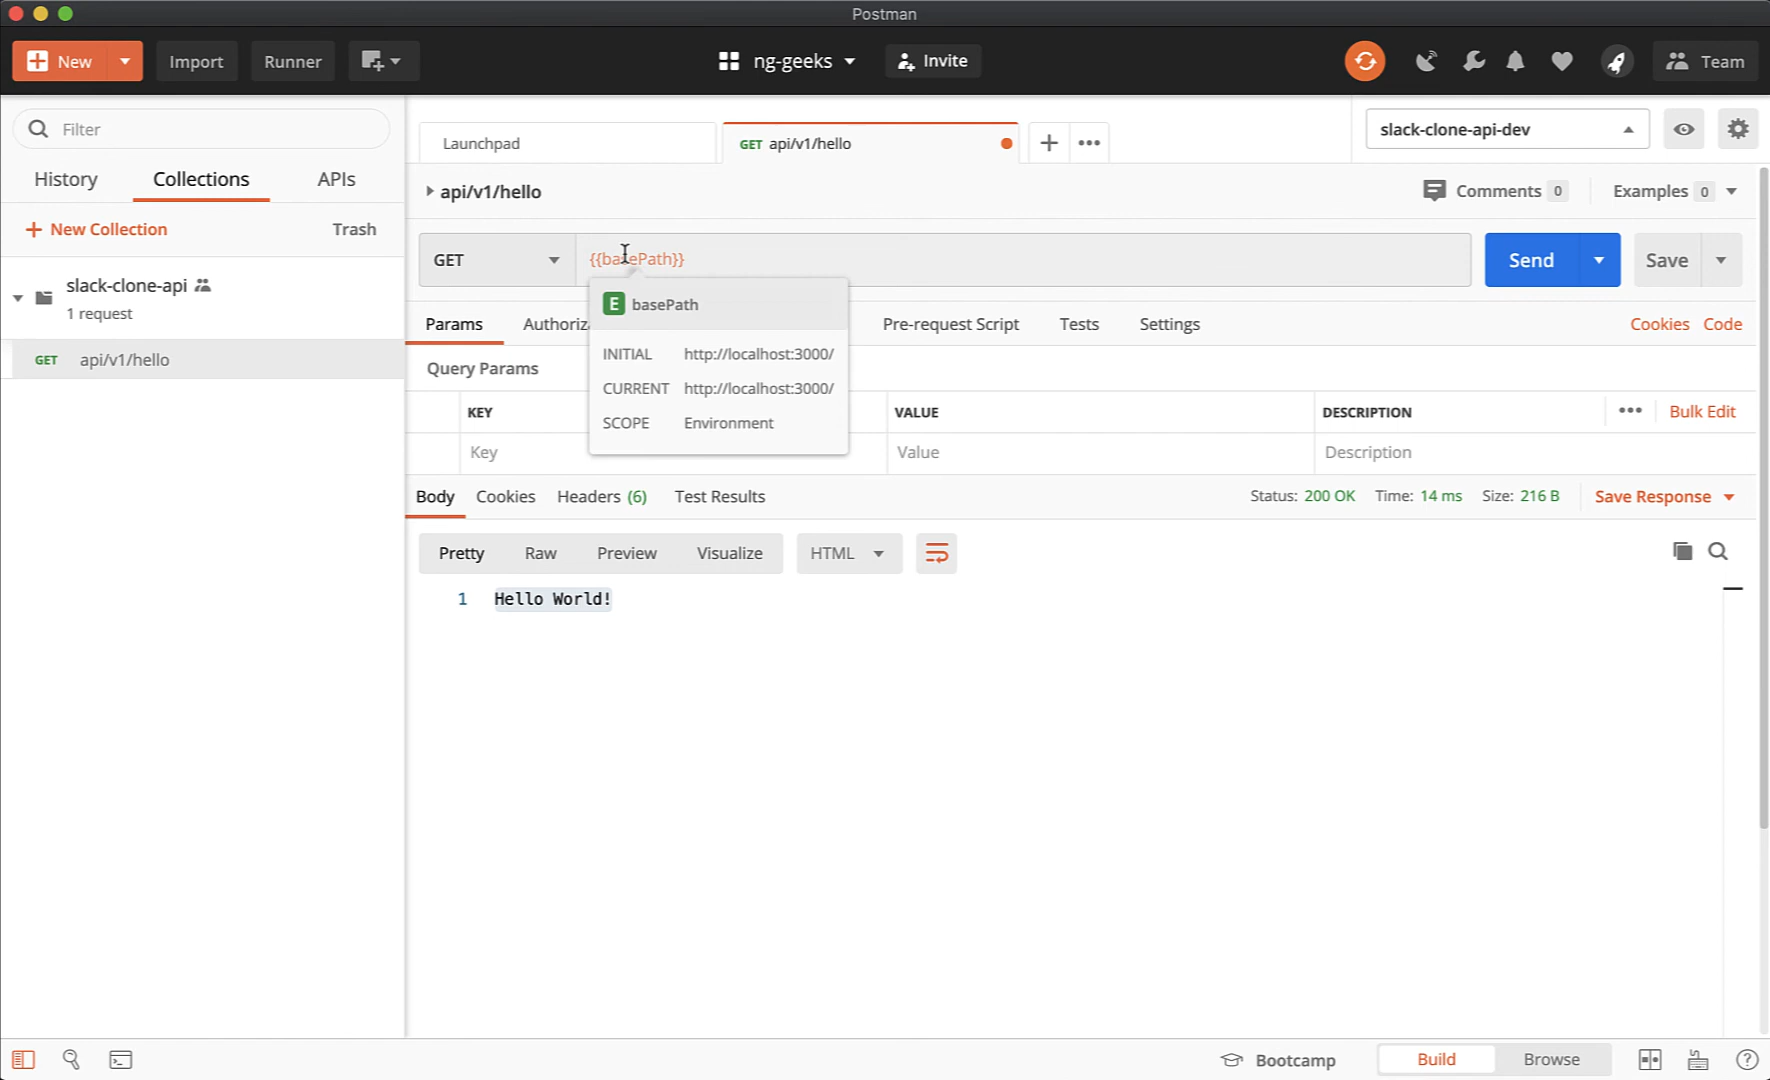 Postman
New Import Runner ng-geeks Invite Team
Filter
Launchpad GET api/v1/hello slack-clone-api-dev
History Collections APIs
api/v1/hello Comments 0 Examples 0
+ New Collection Trash
GET {{basePath}} Send Save
slack-clone-api
1 request
E basePath
Params Authoriz Pre-request Script Tests Settings Cookies Code
GET api/v1/hello
INITIAL http://localhost:3000/
Query Params
CURRENT http://localhost:3000/
KEY VALUE DESCRIPTION ••• Bulk Edit
SCOPE Environment
Key Value Description
Body Cookies Headers (6) Test Results Status: 200 OK Time: 14 ms Size: 216 B Save Response
Pretty Raw Preview Visualize HTML
1 Hello World!
Bootcamp Build Browse